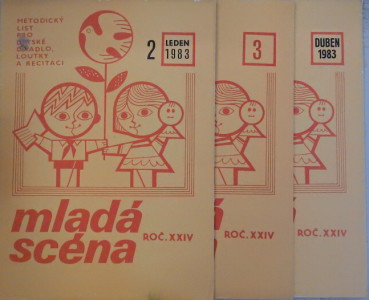 METODICKÝ
LIST
PRO
DĚTSKÉ
DIVADLO,
LOUTKY
A RECITACI
2 LEDEN
1983
mladá
scéna
ROČ. XXIV
3
á
a
ROČ. XXIV
DUBEN
1983
ROČ. XXIV